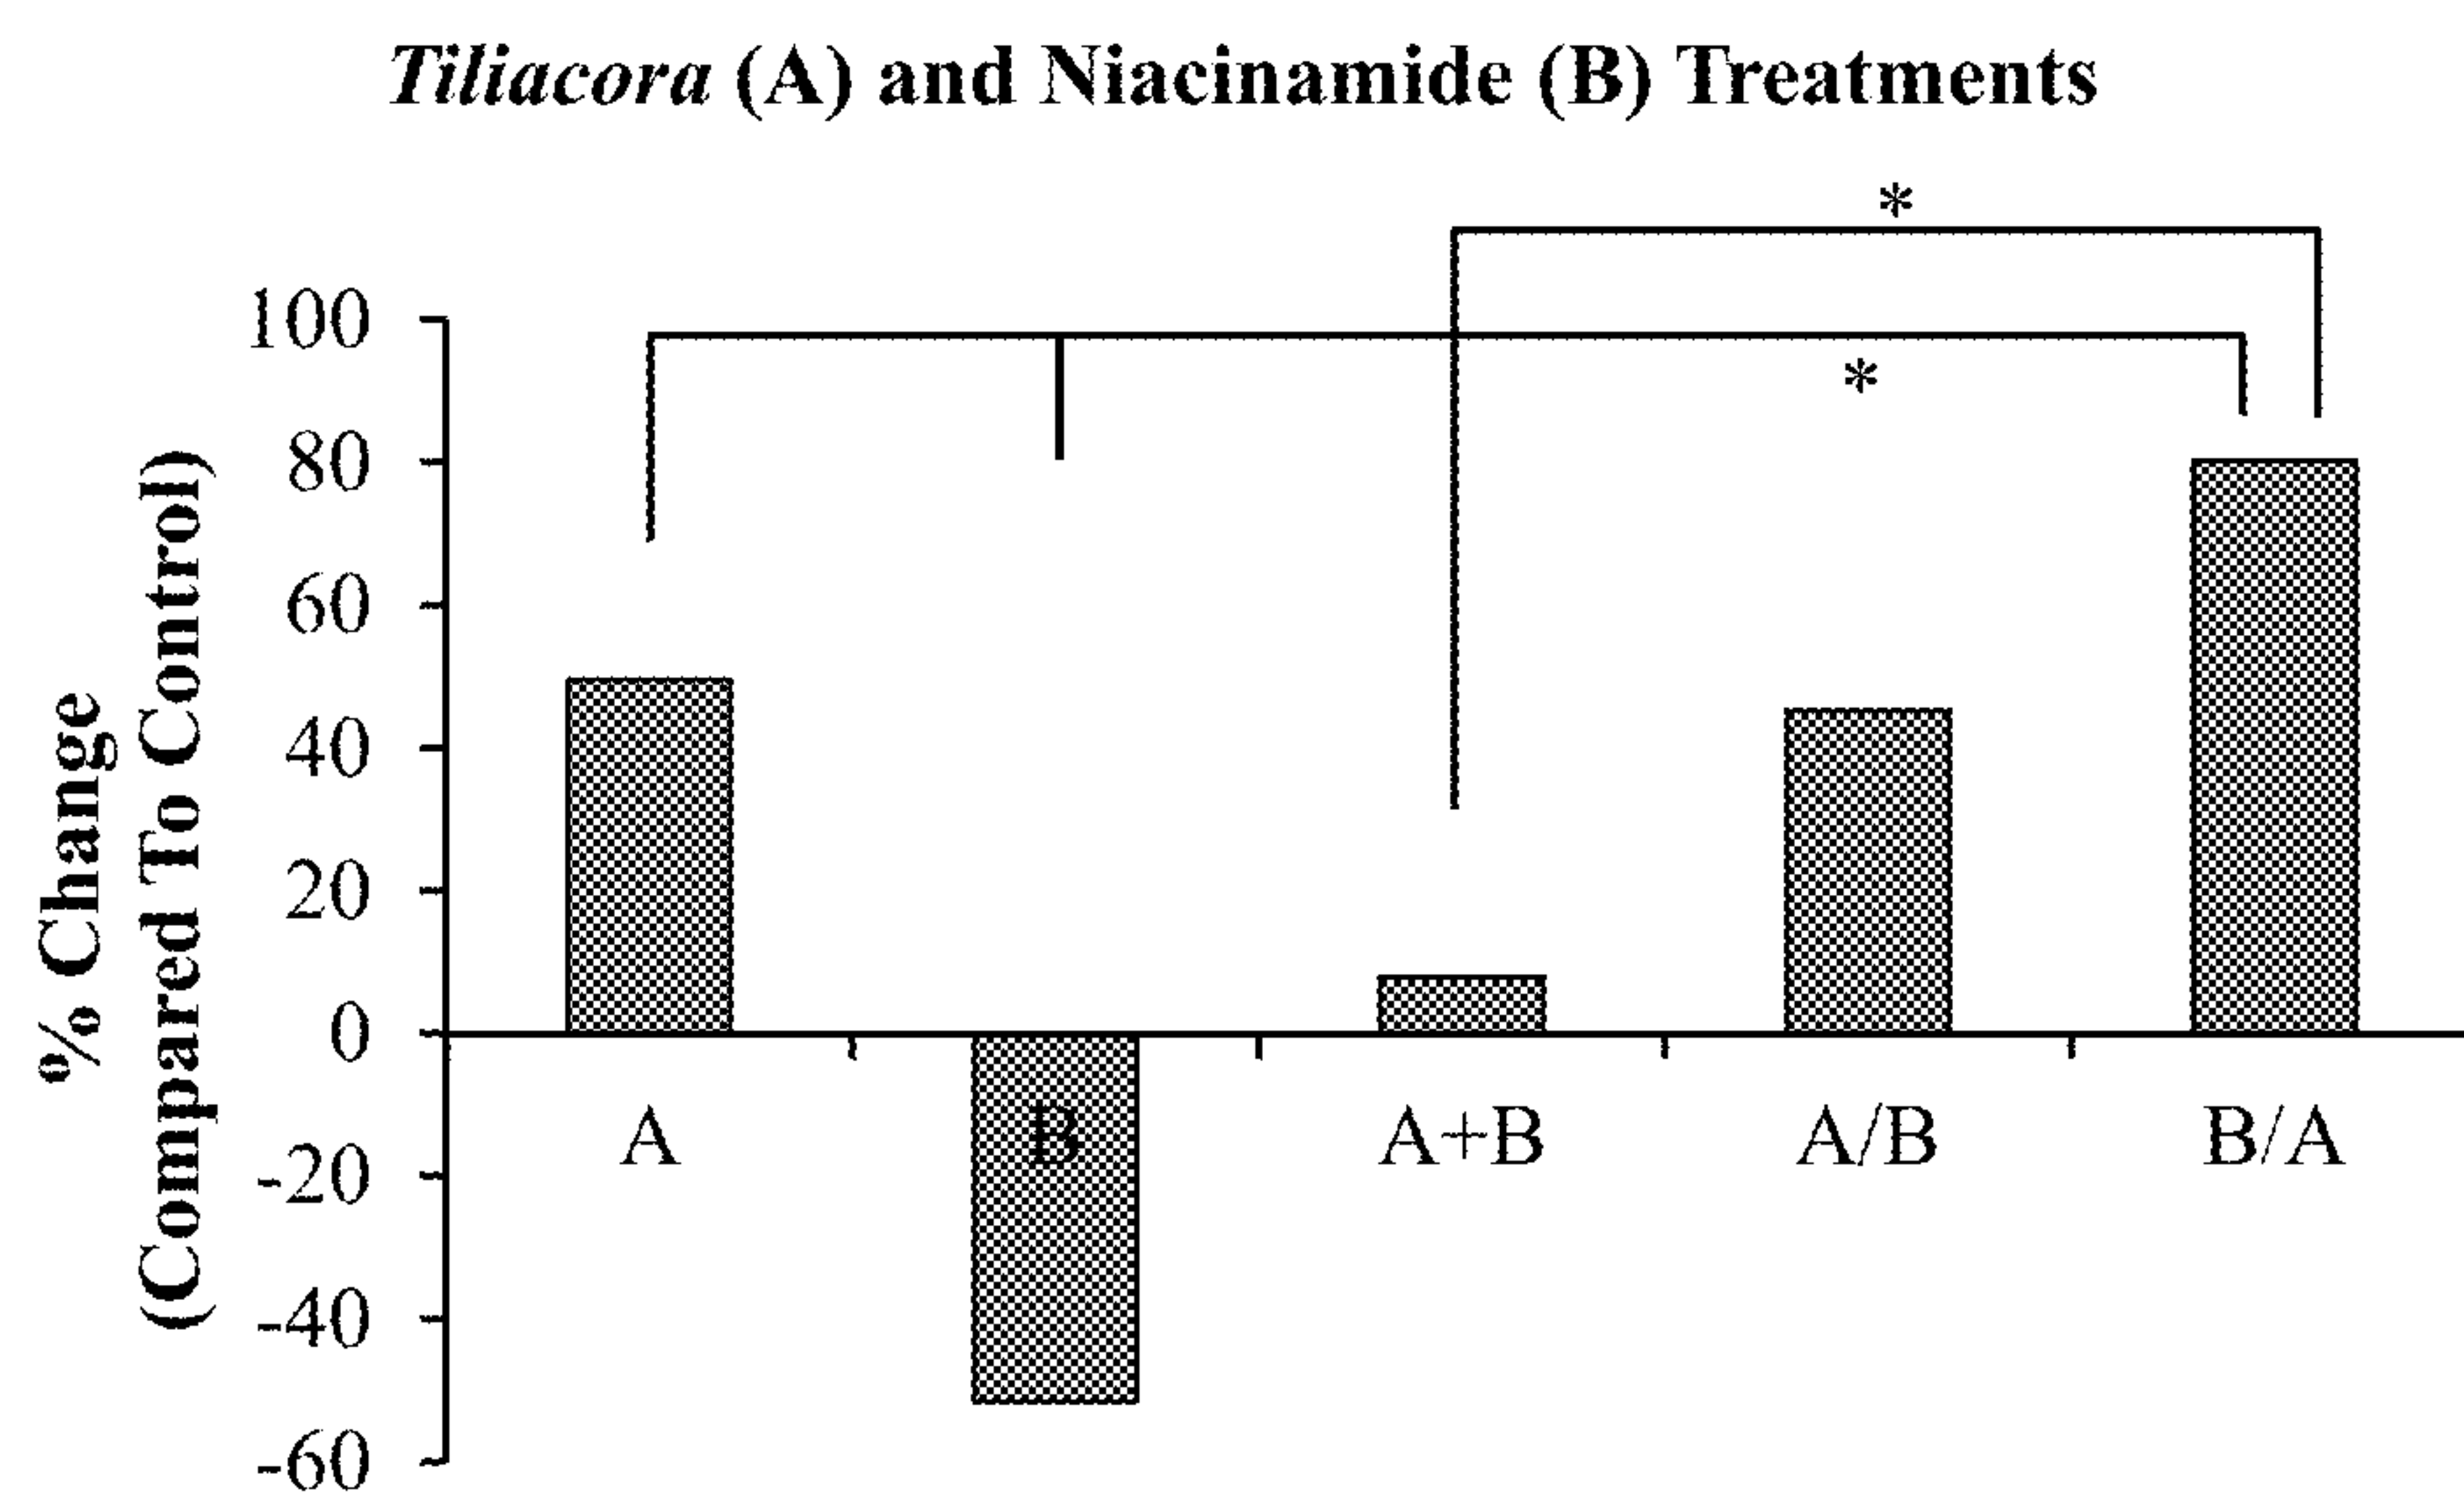 Tiliacora (A) and Niacinamide (B) Treatments
*
100
*
80
60
40
20
0
-20
-40
-60
% Change
(Compared To Control)
A B A+B A/B B/A